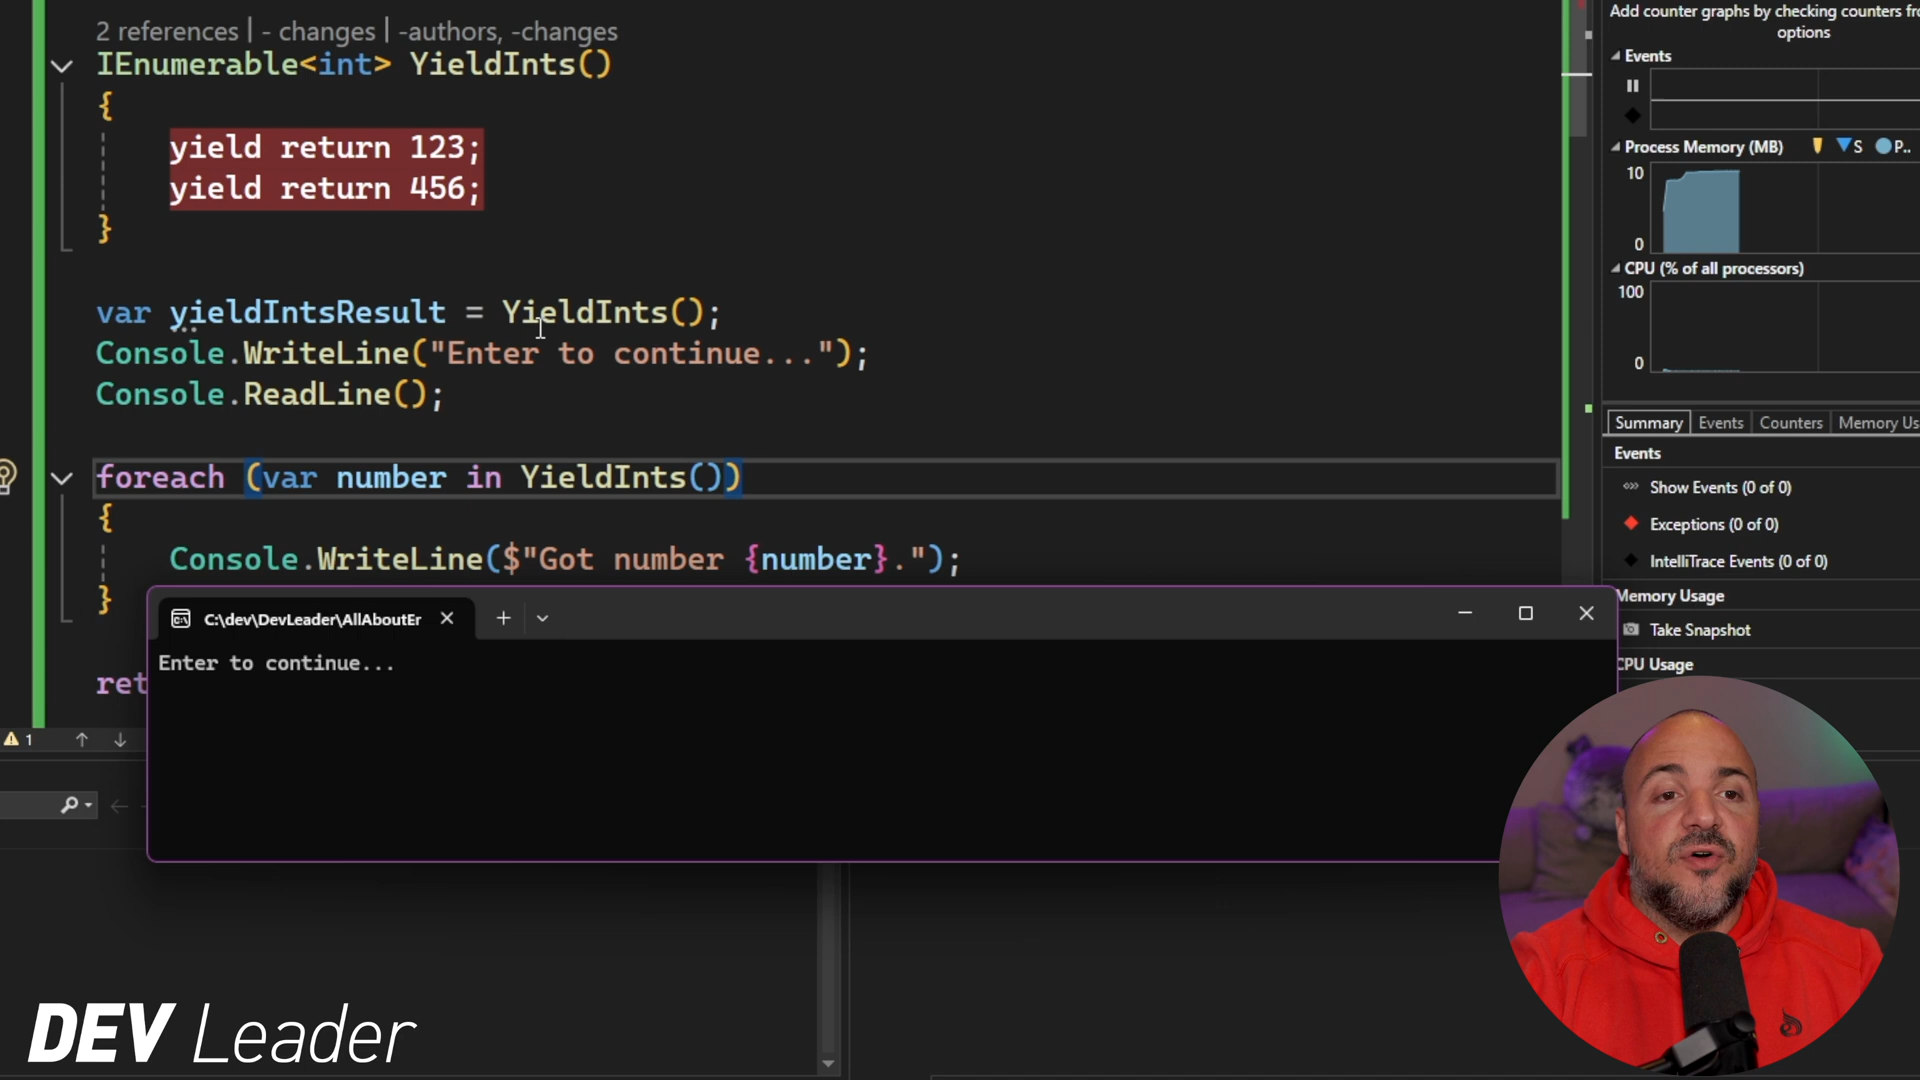 2 references | - changes | -authors, -changes
IEnumerable<int> YieldInts()
{
yield return 123;
yield return 456;
}
var yieldIntsResult = YieldInts();
Console.WriteLine("Enter to continue...");
Console.ReadLine();
foreach (var number in YieldInts())
{
Console.WriteLine($"Got number {number}.");
}
ret
1
C:\dev\DevLeader\AllAboutEr
Enter to continue...
Add counter graphs by checking counters fro
options
Events
Process Memory (MB) S P..
10
0
CPU (% of all processors)
100
0
Summary Events Counters Memory Us
Events
Show Events (0 of 0)
Exceptions (0 of 0)
IntelliTrace Events (0 of 0)
Memory Usage
Take Snapshot
CPU Usage
DEV Leader